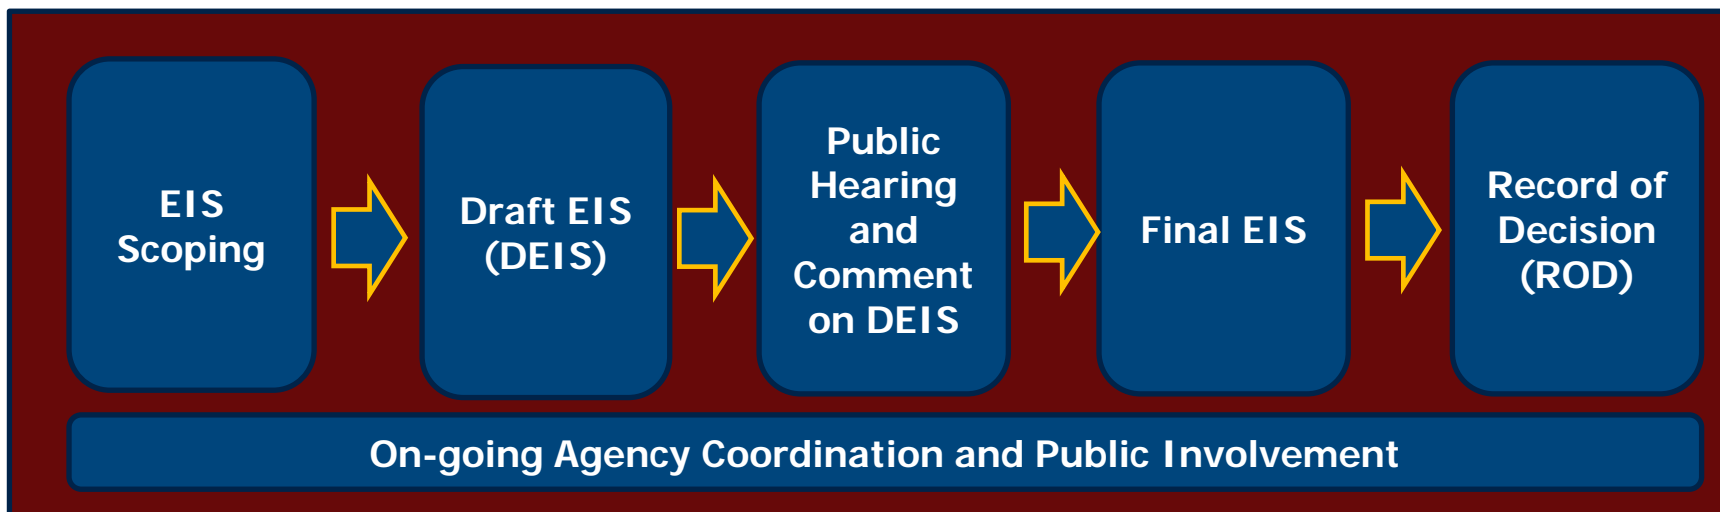 EIS
Scoping
Draft EIS
(DEIS)
Public
Hearing
and
Comment
on DEIS
Final EIS
Record of
Decision
(ROD)
On-going Agency Coordination and Public Involvement